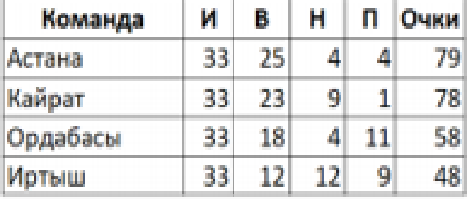 Команда И В Н П Очки
Астана 33 25 4 4 79
Кайрат 33 23 9 1 78
Ордабасы 33 18 4 11 58
Иртыш 33 12 12 9 48